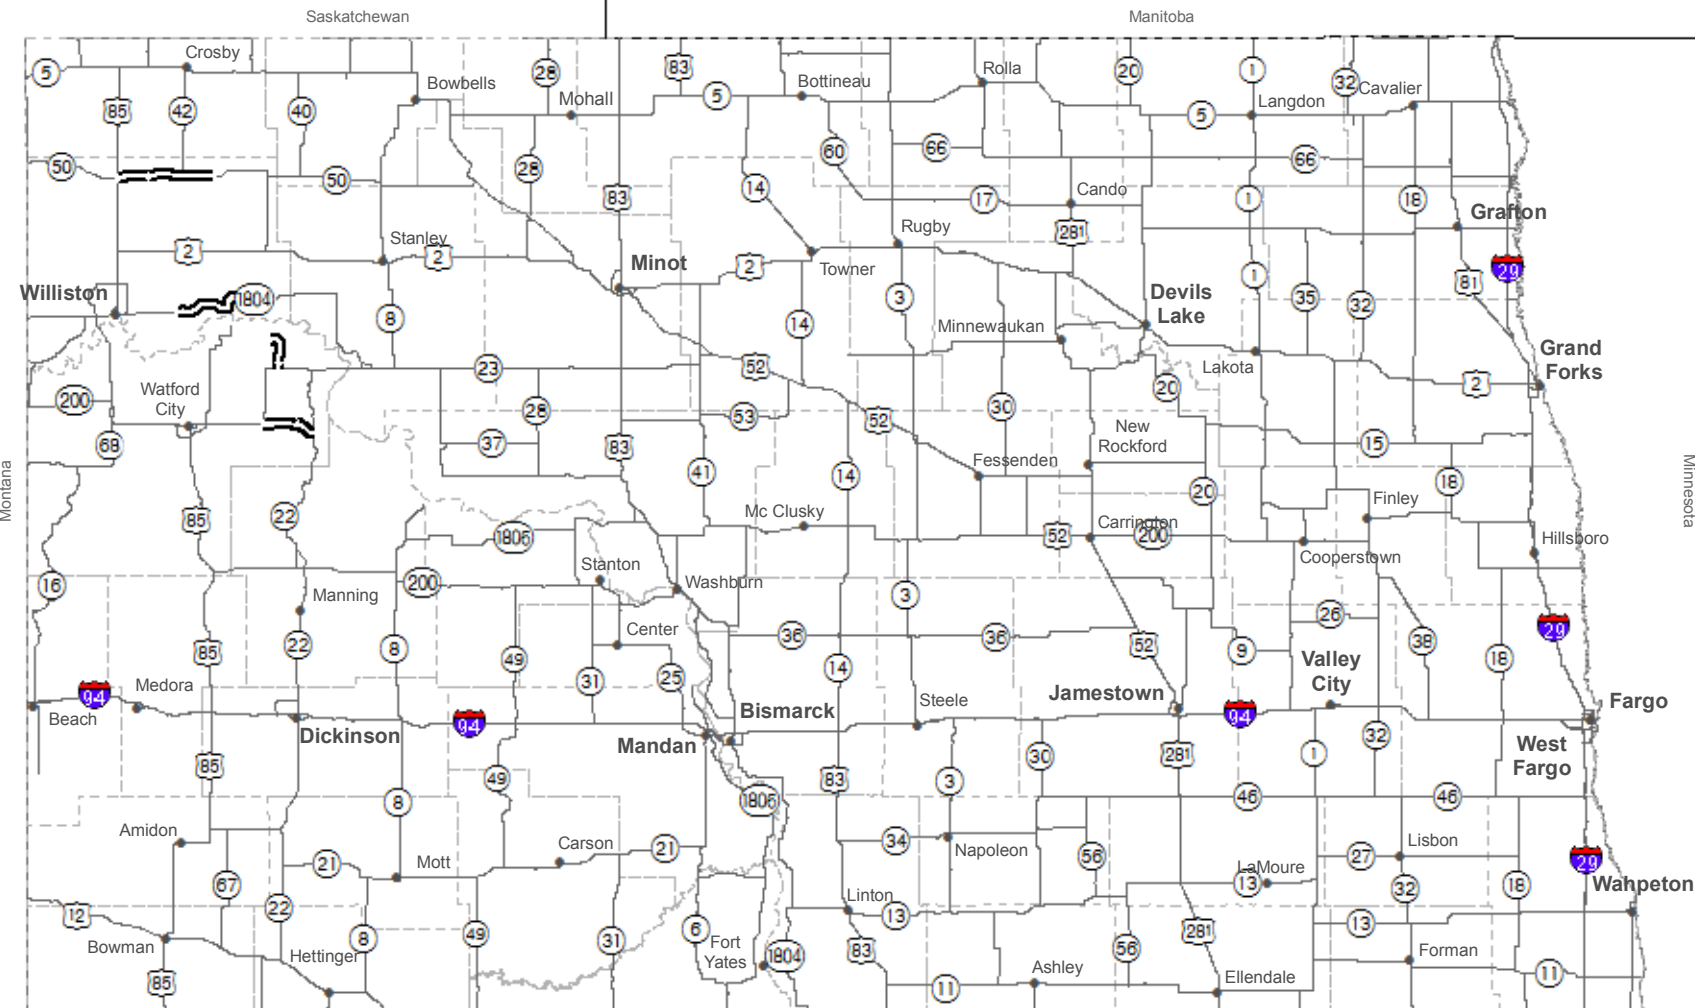 Saskatchewan
Manitoba
Crosby
5
85
42
40
Bowbells
28
Mohall
83
5
Bottineau
Rolla
20
1
32
Cavalier
Langdon
5
50
50
28
83
14
60
66
17
Cando
281
66
1
18
Grafton
29
81
2
Stanley
2
Minot
2
Towner
Rugby
Williston
1804
8
14
3
Minnewaukan
Devils
Lake
1
35
32
Lakota
Grand
Forks
2
200
Watford
City
68
23
28
37
52
53
83
52
30
20
New
Rockford
15
Montana
Minnesota
41
14
Fessenden
20
18
Finley
85
22
1806
Mc Clusky
52
Carrington
200
Cooperstown
Hillsboro
16
200
Stanton
Washburn
Manning
3
26
29
Center
36
36
52
9
38
18
85
22
8
49
31
25
14
Valley
City
94
Medora
Beach
Dickinson
94
Bismarck
Mandan
Steele
Jamestown
94
Fargo
West
Fargo
85
49
83
3
30
281
1
32
8
1806
46
46
Amidon
21
Mott
Carson
21
34
Napoleon
56
27
Lisbon
29
67
22
LaMoure
13
32
18
Wahpeton
12
Bowman
8
49
31
6
Fort
Yates
1804
Linton
13
83
56
281
13
Forman
85
Hettinger
11
Ashley
Ellendale
11